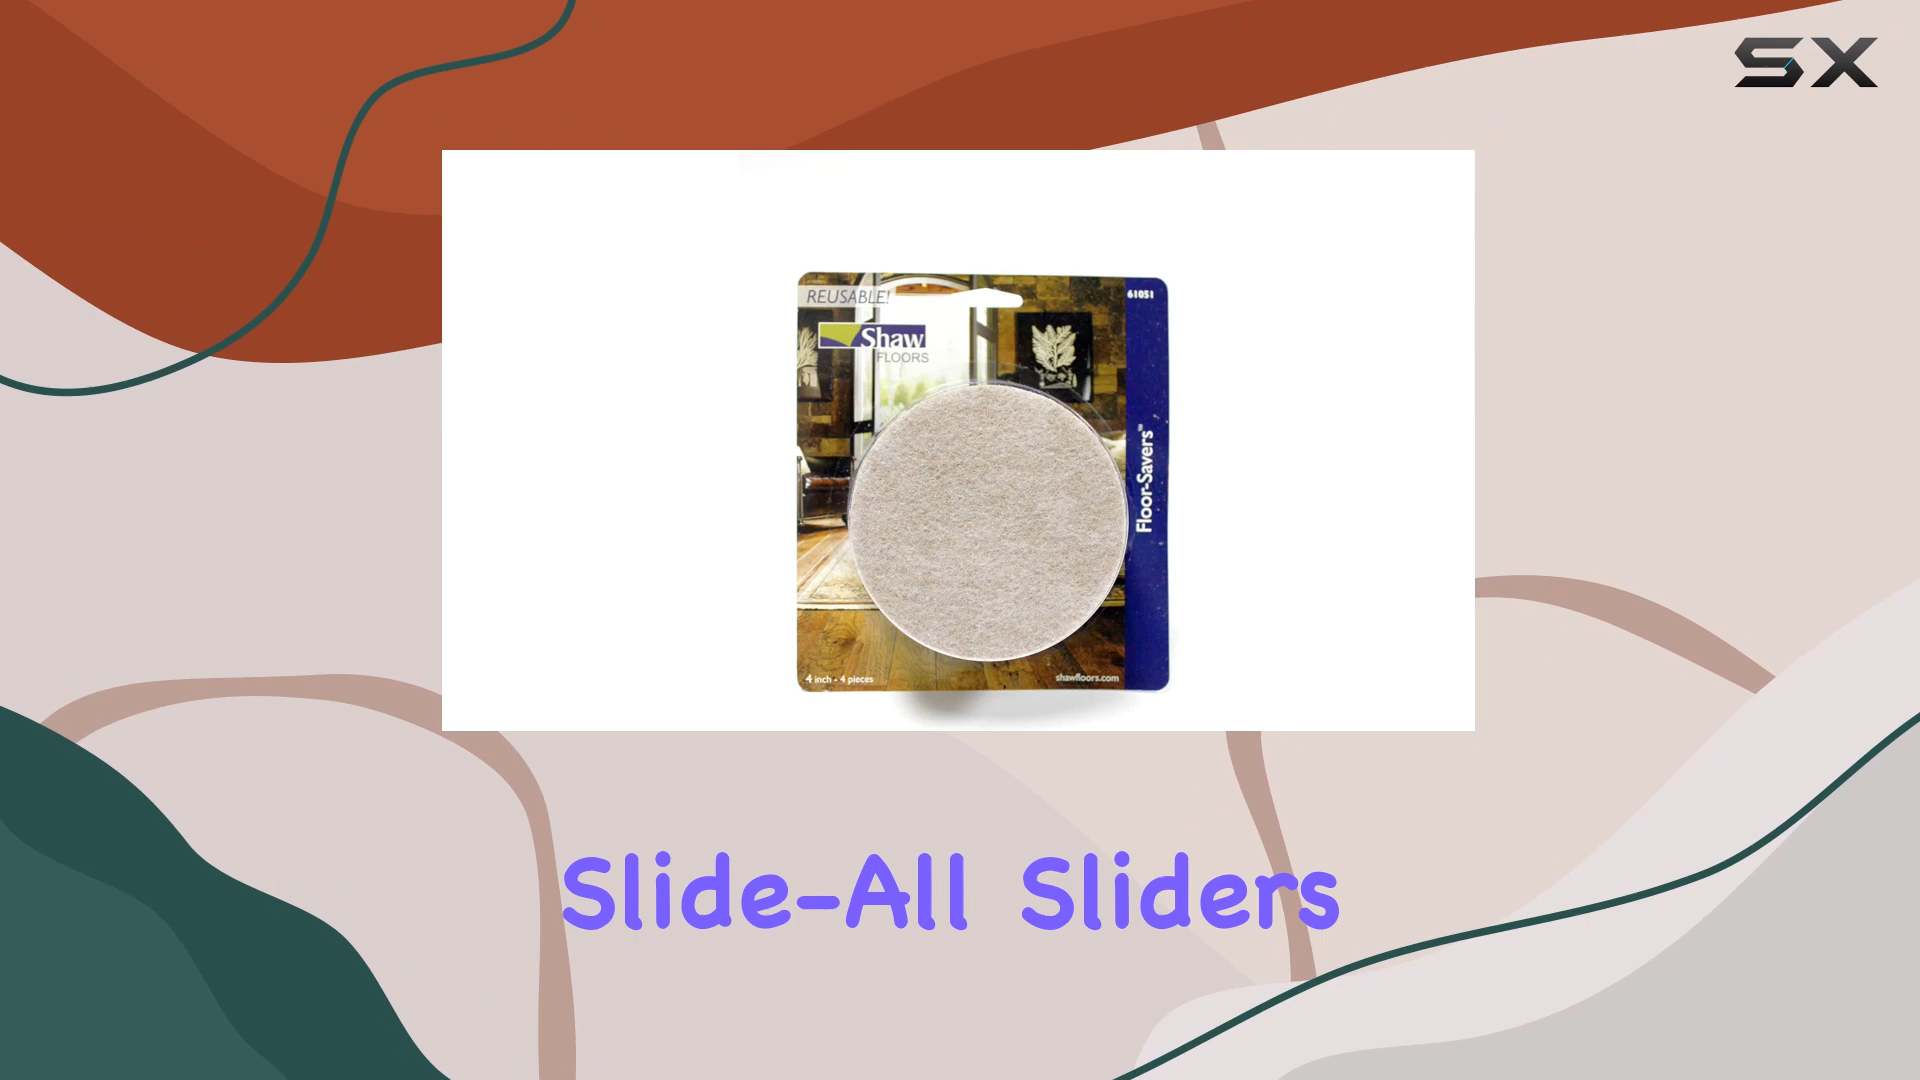 SX
REUSABLE!
61051
Shaw
FLOORS
Floor-Savers™
4 inch • 4 pieces
shawfloors.com
Slide-All Sliders